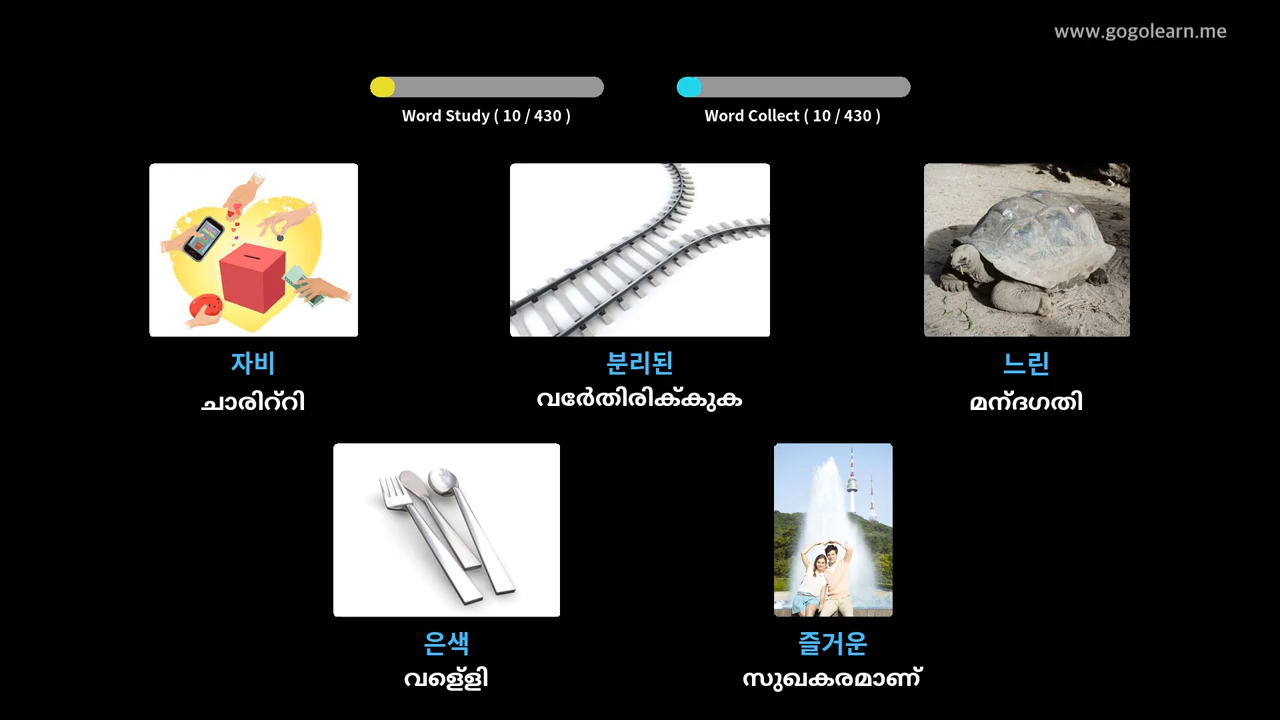 www.gogolearn.me
Word Study ( 10 / 430 )
Word Collect ( 10 / 430 )
자비
분리된
느린
ചാരിറ്റി
വേർതിരിക്കുക
മന്ദഗതി
은색
즐거운
വെള്ളി
സുഖകരമാണ്